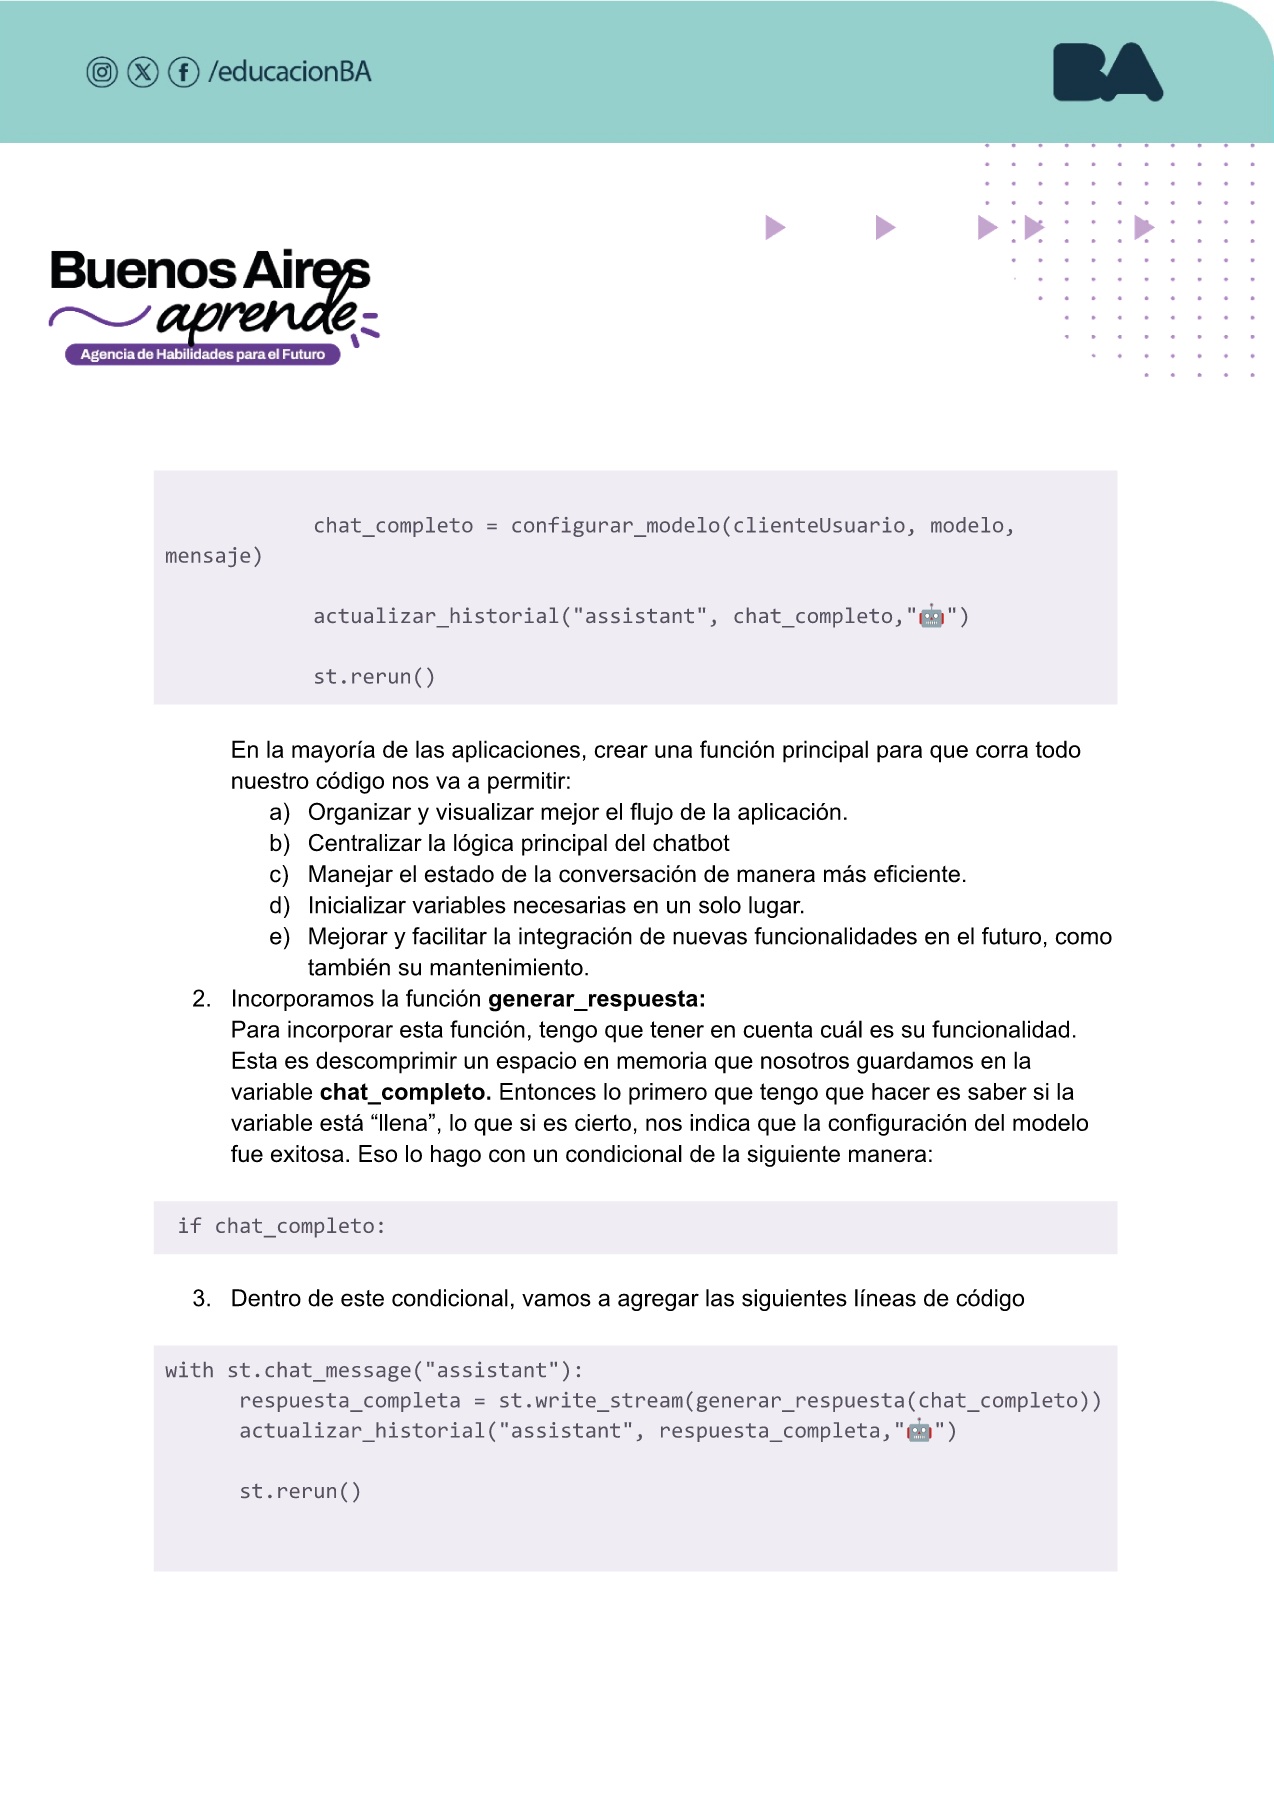 /educacionBA
BA
Buenos Aires
aprende
Agencia de Habilidades para el Futuro
chat_completo = configurar_modelo(clienteUsuario, modelo,
mensaje)
actualizar_historial("assistant", chat_completo,"🤖")
st.rerun()
En la mayoría de las aplicaciones, crear una función principal para que corra todo
nuestro código nos va a permitir:
a) Organizar y visualizar mejor el flujo de la aplicación.
b) Centralizar la lógica principal del chatbot
c) Manejar el estado de la conversación de manera más eficiente.
d) Inicializar variables necesarias en un solo lugar.
e) Mejorar y facilitar la integración de nuevas funcionalidades en el futuro, como
también su mantenimiento.
2. Incorporamos la función generar_respuesta:
Para incorporar esta función, tengo que tener en cuenta cuál es su funcionalidad.
Esta es descomprimir un espacio en memoria que nosotros guardamos en la
variable chat_completo. Entonces lo primero que tengo que hacer es saber si la
variable está “llena”, lo que si es cierto, nos indica que la configuración del modelo
fue exitosa. Eso lo hago con un condicional de la siguiente manera:
if chat_completo:
3. Dentro de este condicional, vamos a agregar las siguientes líneas de código
with st.chat_message("assistant"):
respuesta_completa = st.write_stream(generar_respuesta(chat_completo))
actualizar_historial("assistant", respuesta_completa,"🤖")
st.rerun()